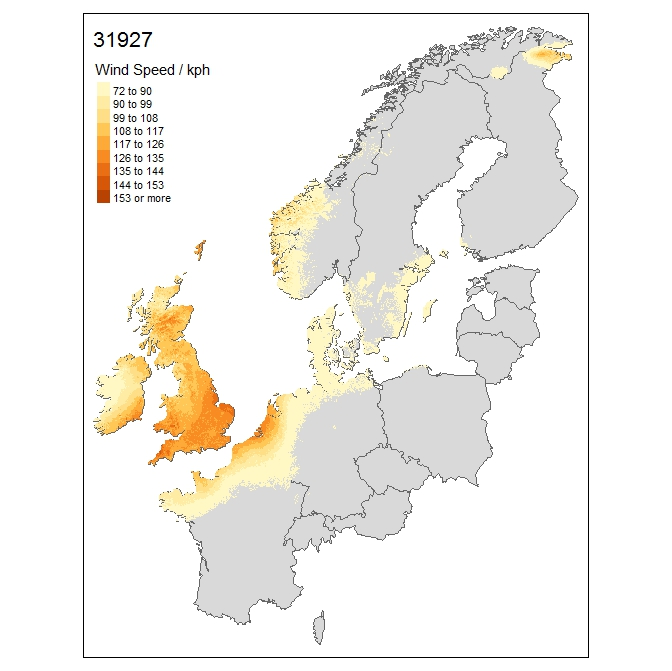 31927
Wind Speed / kph
72 to 90
90 to 99
99 to 108
108 to 117
117 to 126
126 to 135
135 to 144
144 to 153
153 or more